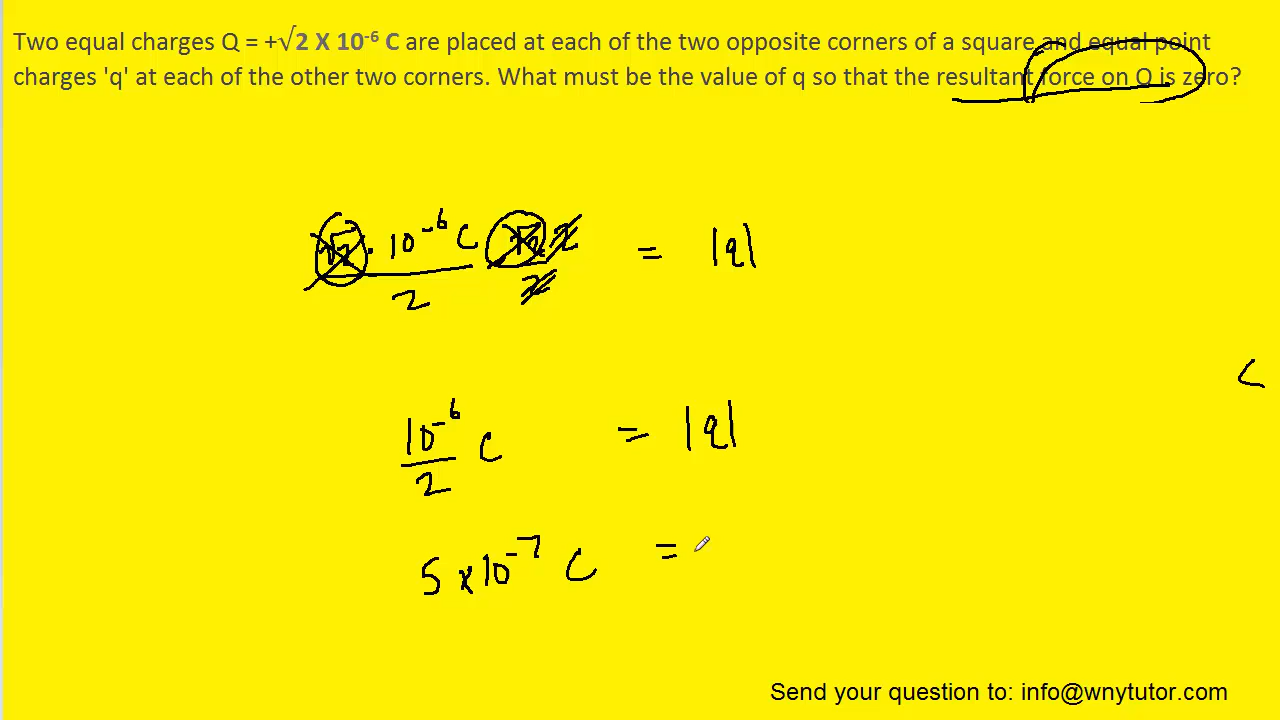 Two equal charges Q = +√2 X 10⁻⁶ C are placed at each of the two opposite corners of a square and equal point
charges 'q' at each of the other two corners. What must be the value of q so that the resultant force on Q is zero?
√2 · 10⁻⁶ C √2 2 = |q|
2 2
C
10⁻⁶ C = |q|
2
5 x 10⁻⁷ C =
Send your question to: info@wnytutor.com